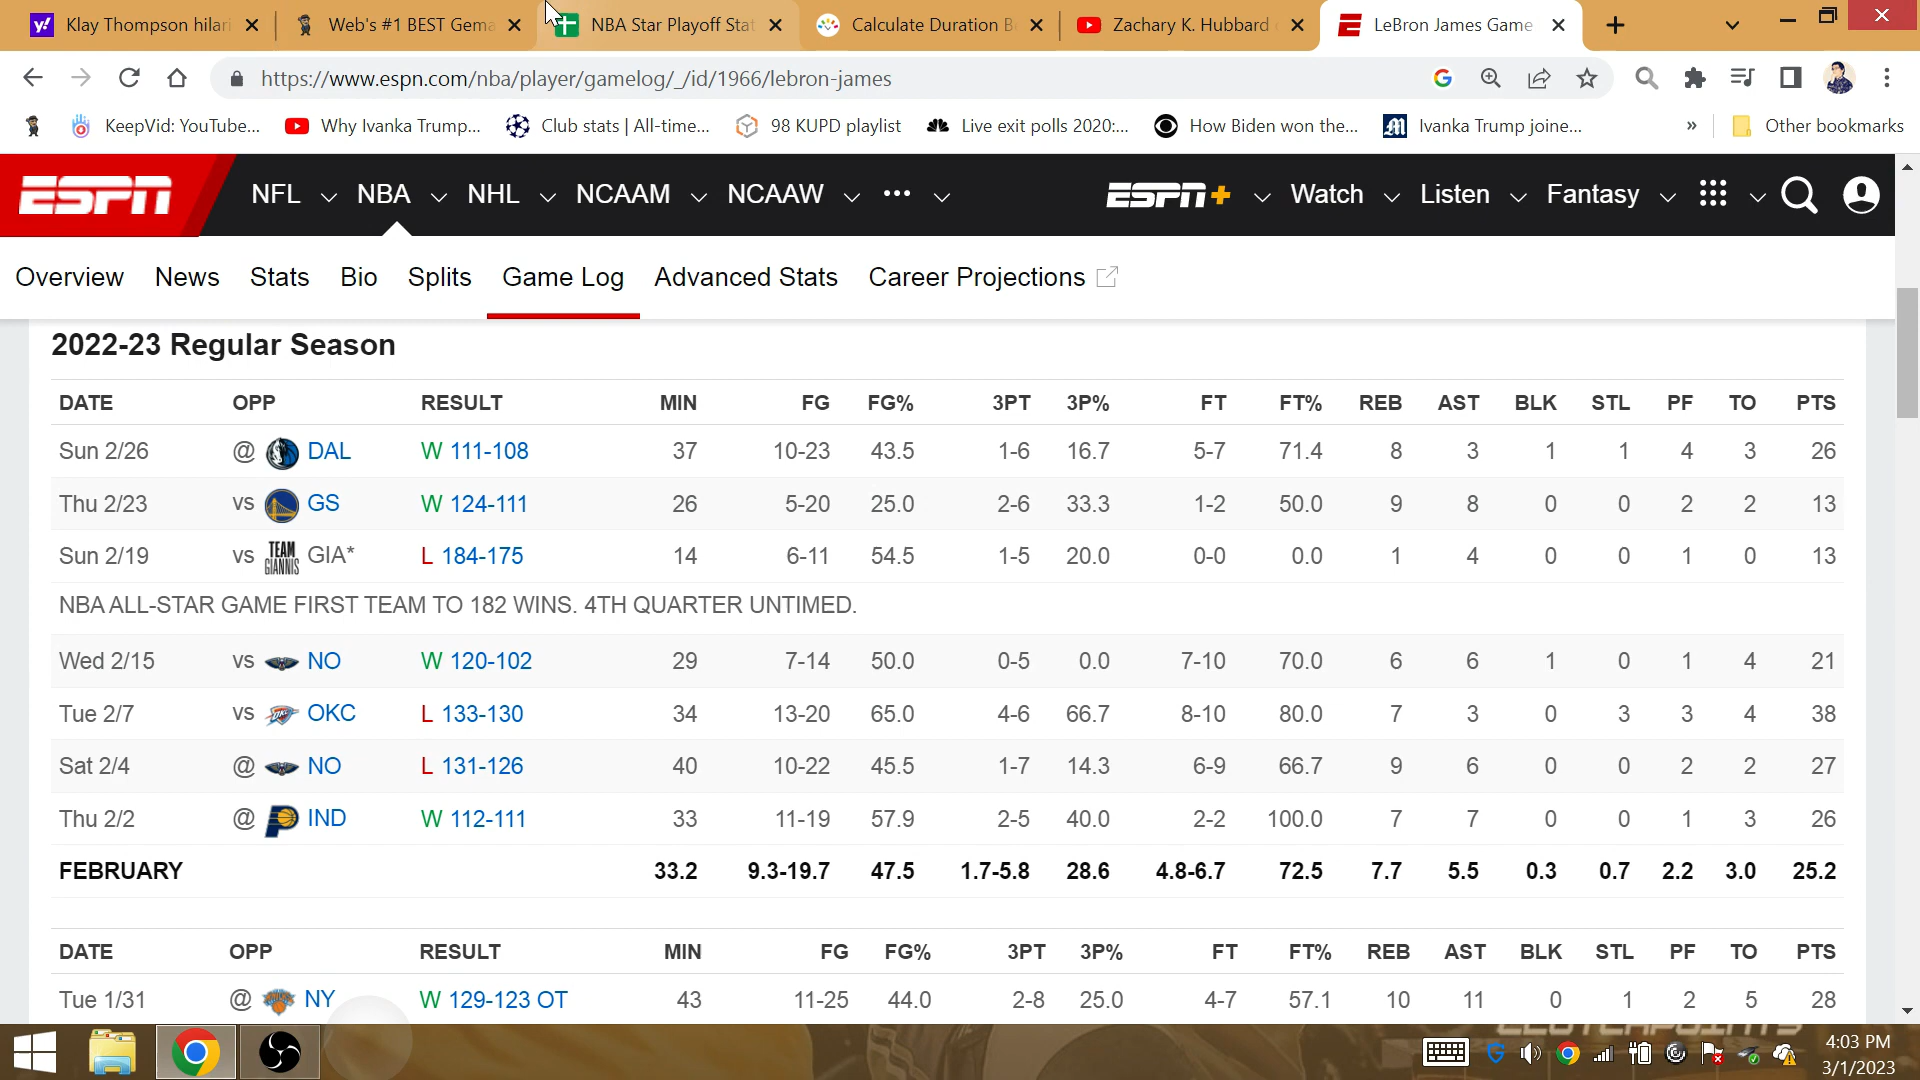 Klay Thompson hilari
Web's #1 BEST Gema
NBA Star Playoff Stat
Calculate Duration B
Zachary K. Hubbard
LeBron James Game
https://www.espn.com/nba/player/gamelog/_/id/1966/lebron-james
KeepVid: YouTube...
Why Ivanka Trump...
Club stats | All-time...
98 KUPD playlist
Live exit polls 2020:...
How Biden won the...
Ivanka Trump joine...
»
Other bookmarks
ESPN NFL NBA NHL NCAAM NCAAW ••• ESPN+ Watch Listen Fantasy
Overview News Stats Bio Splits Game Log Advanced Stats Career Projections
2022-23 Regular Season
DATE OPP RESULT MIN FG FG% 3PT 3P% FT FT% REB AST BLK STL PF TO PTS
Sun 2/26 @ DAL W 111-108 37 10-23 43.5 1-6 16.7 5-7 71.4 8 3 1 1 4 3 26
Thu 2/23 vs GS W 124-111 26 5-20 25.0 2-6 33.3 1-2 50.0 9 8 0 0 2 2 13
Sun 2/19 vs TEAM GIANNIS GIA* L 184-175 14 6-11 54.5 1-5 20.0 0-0 0.0 1 4 0 0 1 0 13
NBA ALL-STAR GAME FIRST TEAM TO 182 WINS. 4TH QUARTER UNTIMED.
Wed 2/15 vs NO W 120-102 29 7-14 50.0 0-5 0.0 7-10 70.0 6 6 1 0 1 4 21
Tue 2/7 vs OKC L 133-130 34 13-20 65.0 4-6 66.7 8-10 80.0 7 3 0 3 3 4 38
Sat 2/4 @ NO L 131-126 40 10-22 45.5 1-7 14.3 6-9 66.7 9 6 0 0 2 2 27
Thu 2/2 @ IND W 112-111 33 11-19 57.9 2-5 40.0 2-2 100.0 7 7 0 0 1 3 26
FEBRUARY 33.2 9.3-19.7 47.5 1.7-5.8 28.6 4.8-6.7 72.5 7.7 5.5 0.3 0.7 2.2 3.0 25.2
DATE OPP RESULT MIN FG FG% 3PT 3P% FT FT% REB AST BLK STL PF TO PTS
Tue 1/31 @ NY W 129-123 OT 43 11-25 44.0 2-8 25.0 4-7 57.1 10 11 0 1 2 5 28
4:03 PM
3/1/2023